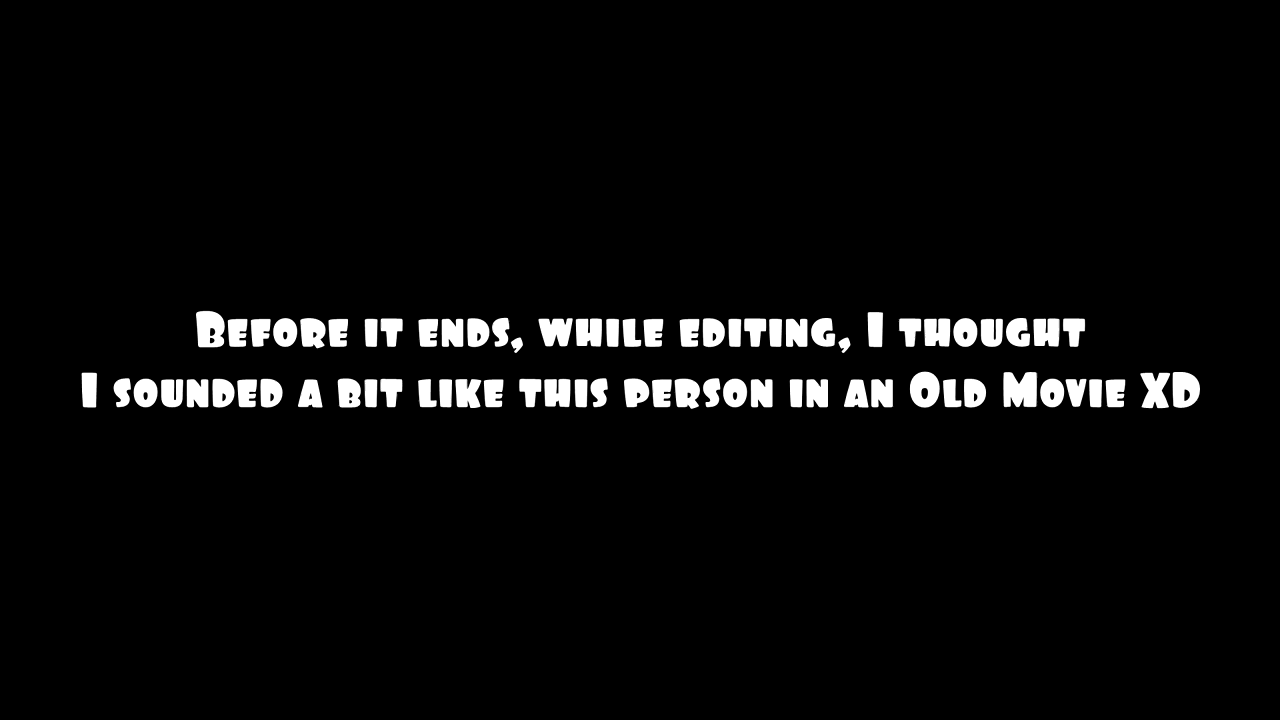 Before it ends, while editing, I thought
I sounded a bit like this person in an Old Movie XD